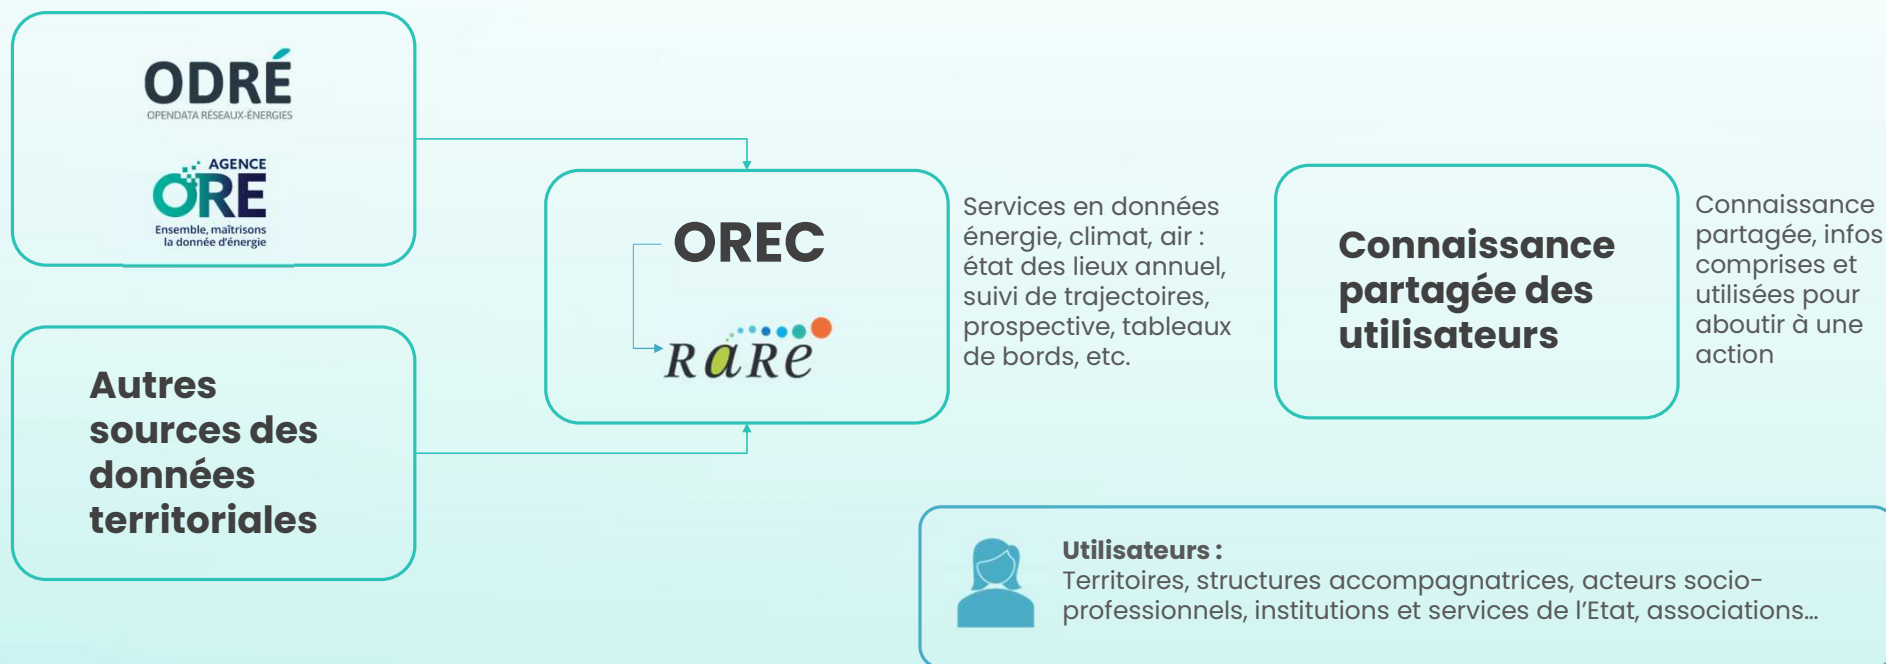 ODRÉ
OPENDATA RÉSEAUX-ÉNERGIES
AGENCE
ORE
Ensemble, maîtrisons
la donnée d'énergie
Autres
sources des
données
territoriales
OREC
RaRe
Services en données
énergie, climat, air :
état des lieux annuel,
suivi de trajectoires,
prospective, tableaux
de bords, etc.
Connaissance
partagée des
utilisateurs
Connaissance
partagée, infos
comprises et
utilisées pour
aboutir à une
action
Utilisateurs :
Territoires, structures accompagnatrices, acteurs socio-
professionnels, institutions et services de l'Etat, associations…